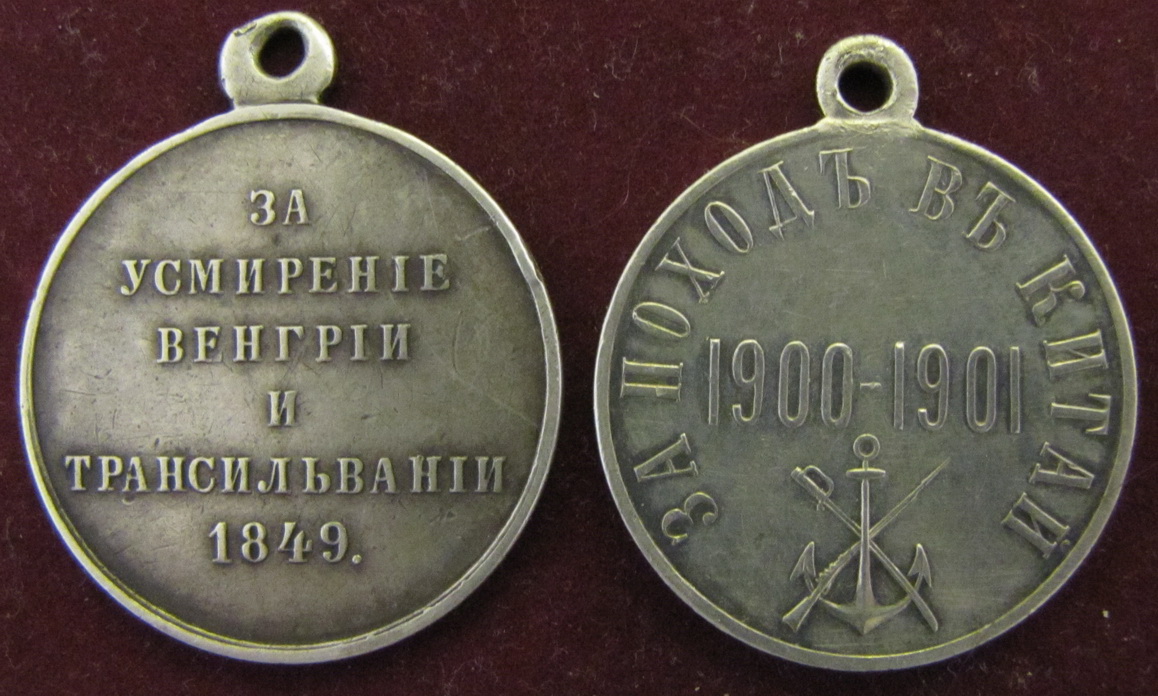 ЗА
УСМИРЕНІЕ
ВЕНГРІИ
И
ТРАНСИЛЬВАНІИ
1849.
ЗА ПОХОДЪ ВЪ КИТАЙ
1900-1901